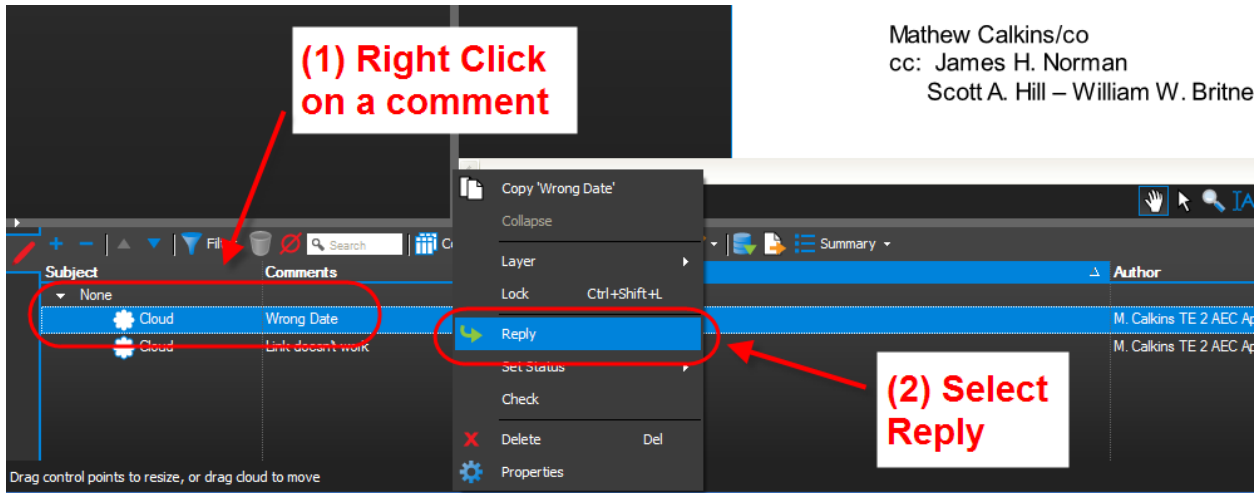 (1) Right Click
on a comment
Mathew Calkins/co
cc: James H. Norman
Scott A. Hill – William W. Britne
Copy 'Wrong Date'
Collapse
Layer
Lock Ctrl+Shift+L
Reply
Set Status
Check
Delete Del
Properties
Search
Summary
Subject Comments Author
None
Cloud Wrong Date M. Calkins TE 2 AEC Ap
Cloud Link doesn't work M. Calkins TE 2 AEC Ap
(2) Select
Reply
Drag control points to resize, or drag cloud to move